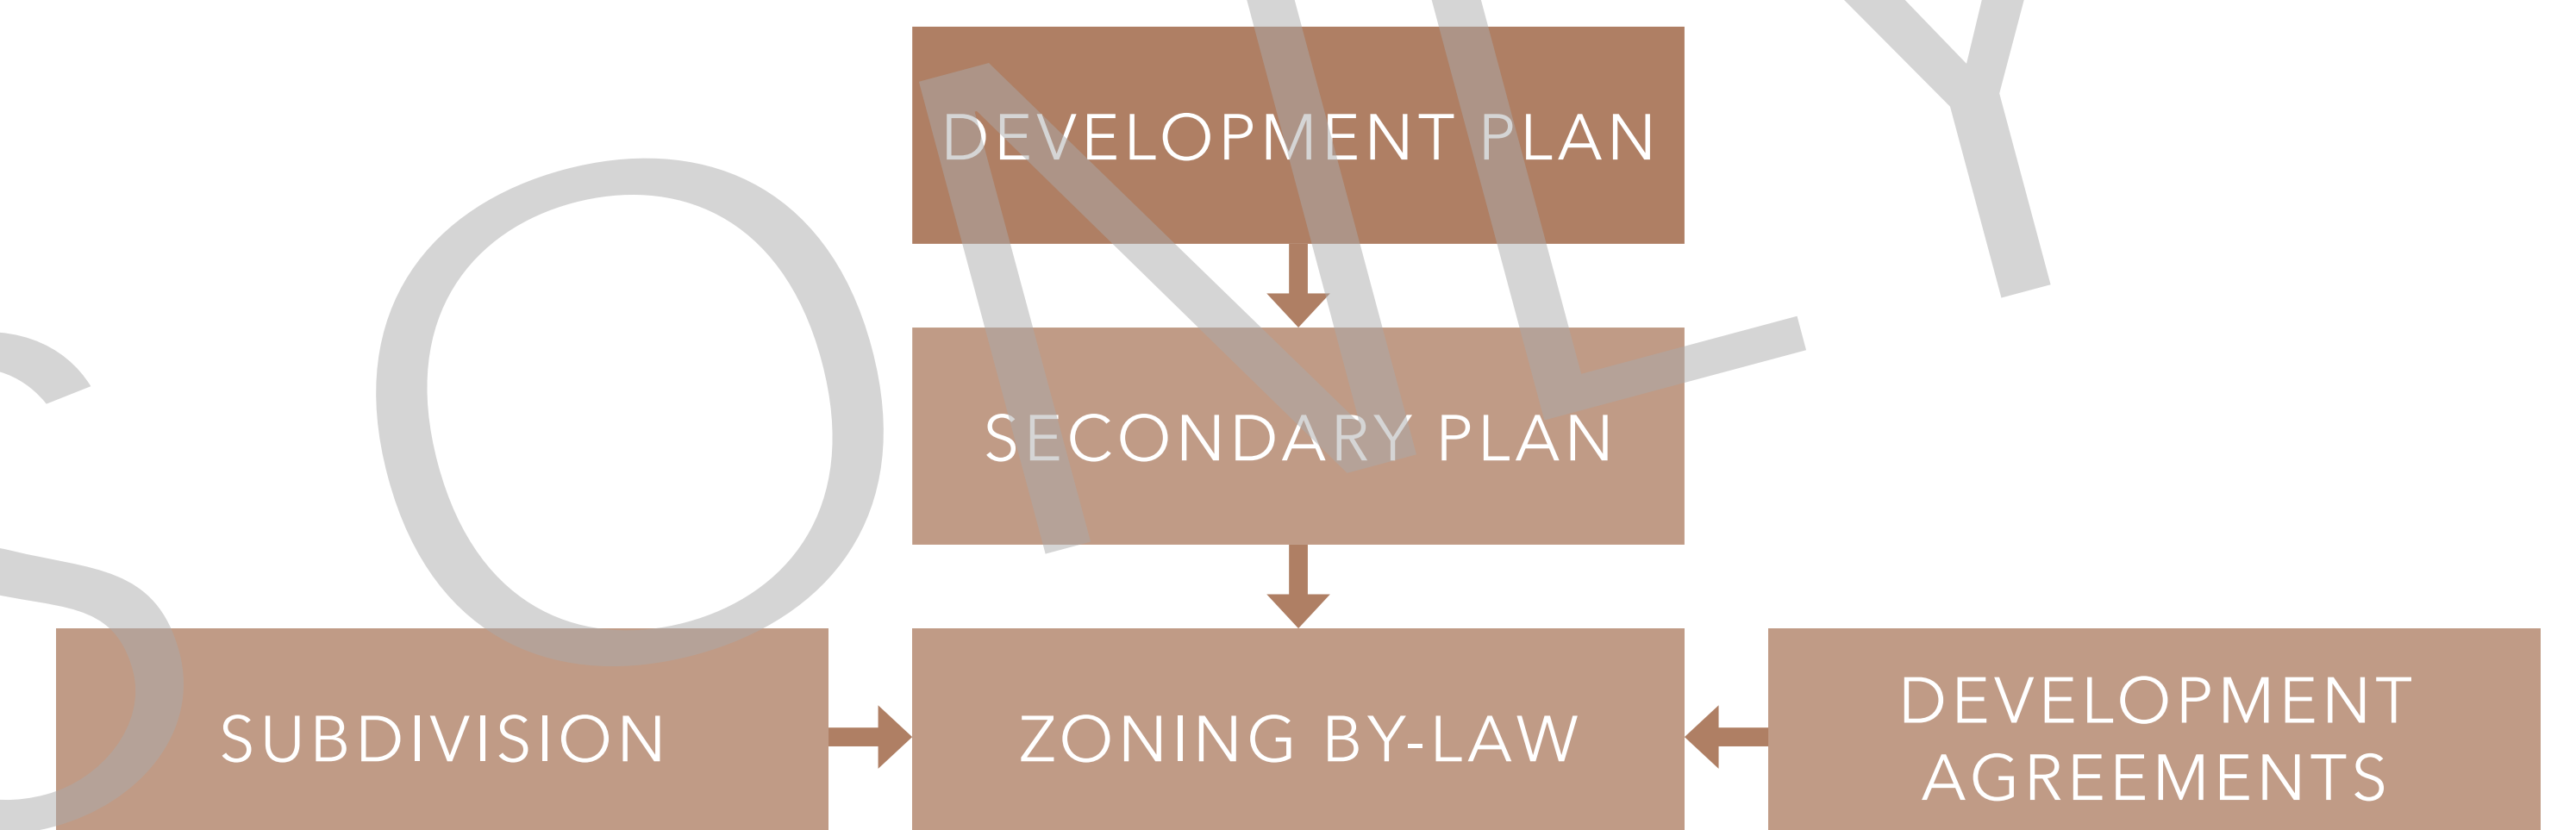 DEVELOPMENT PLAN
SECONDARY PLAN
SUBDIVISION
ZONING BY-LAW
DEVELOPMENT
AGREEMENTS
S ONLY